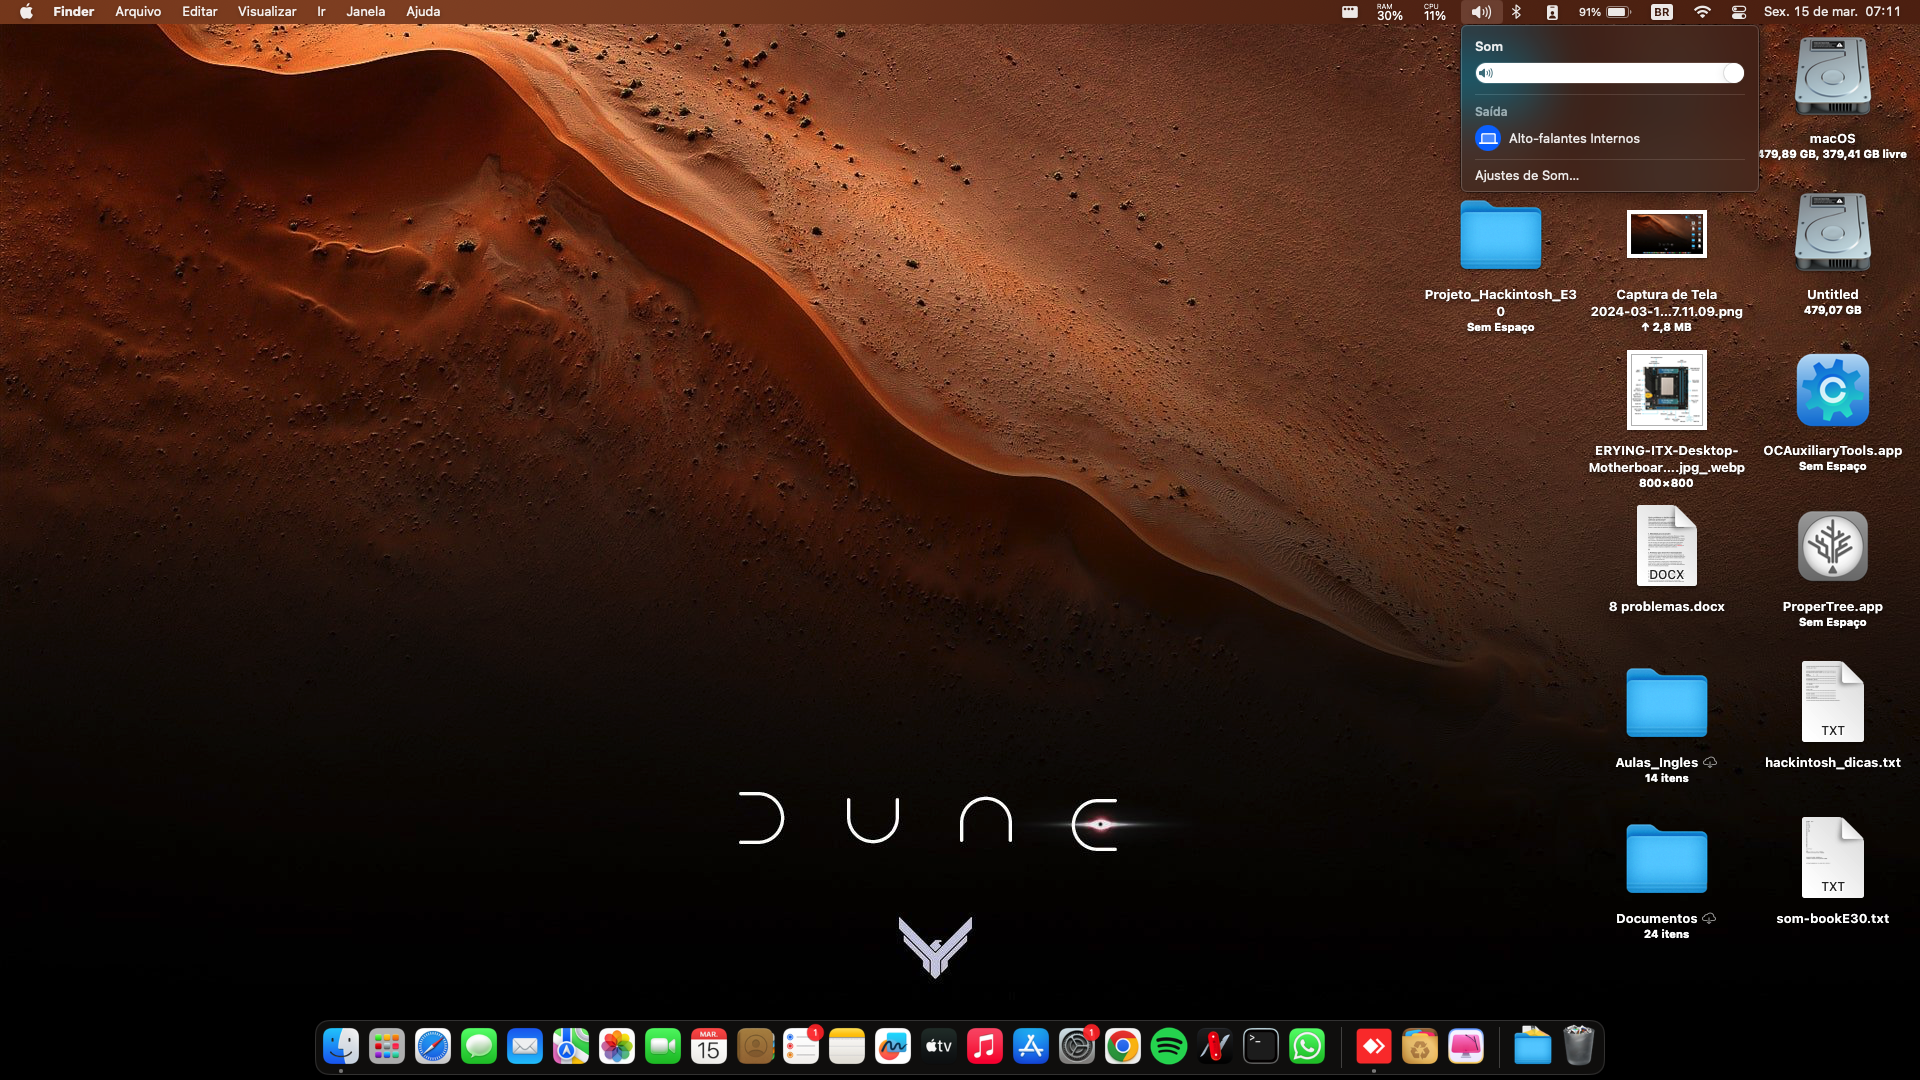 Finder Arquivo Editar Visualizar Ir Janela Ajuda RAM 30% CPU 11% 91% BR Sex. 15 de mar. 07:11
Som
Saída
Alto-falantes Internos
Ajustes de Som...
macOS
479,89 GB, 379,41 GB livre
Projeto_Hackintosh_E3
0
Sem Espaço
Captura de Tela
2024-03-1...7.11.09.png
↑ 2,8 MB
Untitled
479,07 GB
ERYING-ITX-Desktop-
Motherboar....jpg_.webp
800×800
OCAuxiliaryTools.app
Sem Espaço
DOCX
8 problemas.docx
ProperTree.app
Sem Espaço
Aulas_Ingles
14 itens
TXT
hackintosh_dicas.txt
Documentos
24 itens
TXT
som-bookE30.txt
DUNE
MAR.
15
1
tv
1